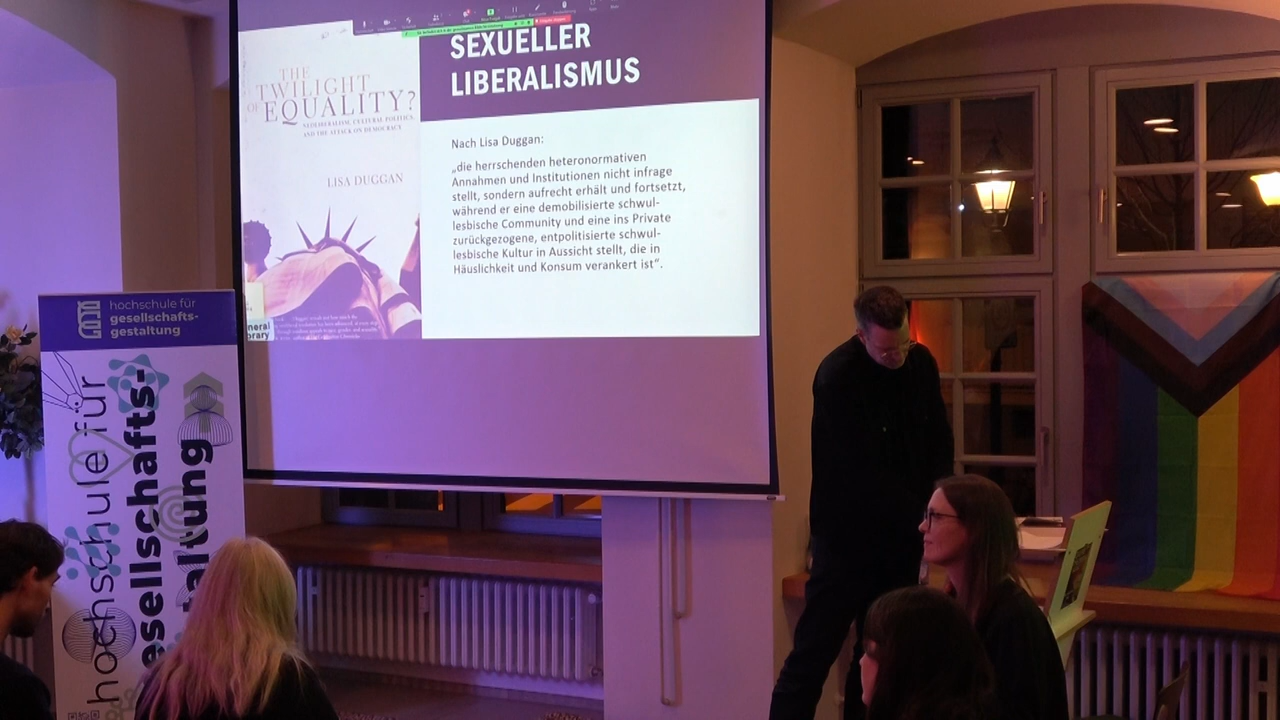 SEXUELLER
LIBERALISMUS
THE
TWILIGHT
OF EQUALITY?
NEOLIBERALISM, CULTURAL POLITICS,
AND THE ATTACK ON DEMOCRACY
LISA DUGGAN
Nach Lisa Duggan:
„die herrschenden heteronormativen
Annahmen und Institutionen nicht infrage
stellt, sondern aufrecht erhält und fortsetzt,
während er eine demobilisierte schwul-
lesbische Community und eine ins Private
zurückgezogene, entpolitisierte schwul-
lesbische Kultur in Aussicht stellt, die in
Häuslichkeit und Konsum verankert ist“.
hochschule für
gesellschafts-
gestaltung
hochschule für
gesellschafts-